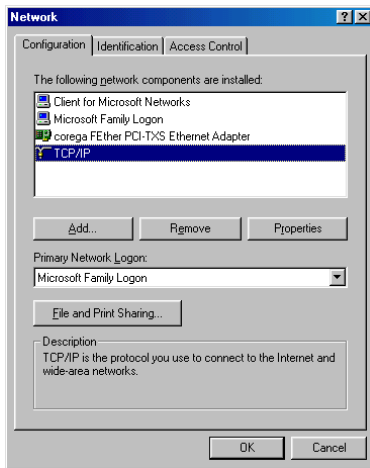 Network
Configuration Identification Access Control
The following network components are installed:
Client for Microsoft Networks
Microsoft Family Logon
corega FEther PCI-TXS Ethernet Adapter
TCP/IP
Add... Remove Properties
Primary Network Logon:
Microsoft Family Logon
File and Print Sharing...
Description
TCP/IP is the protocol you use to connect to the Internet and
wide-area networks.
OK Cancel